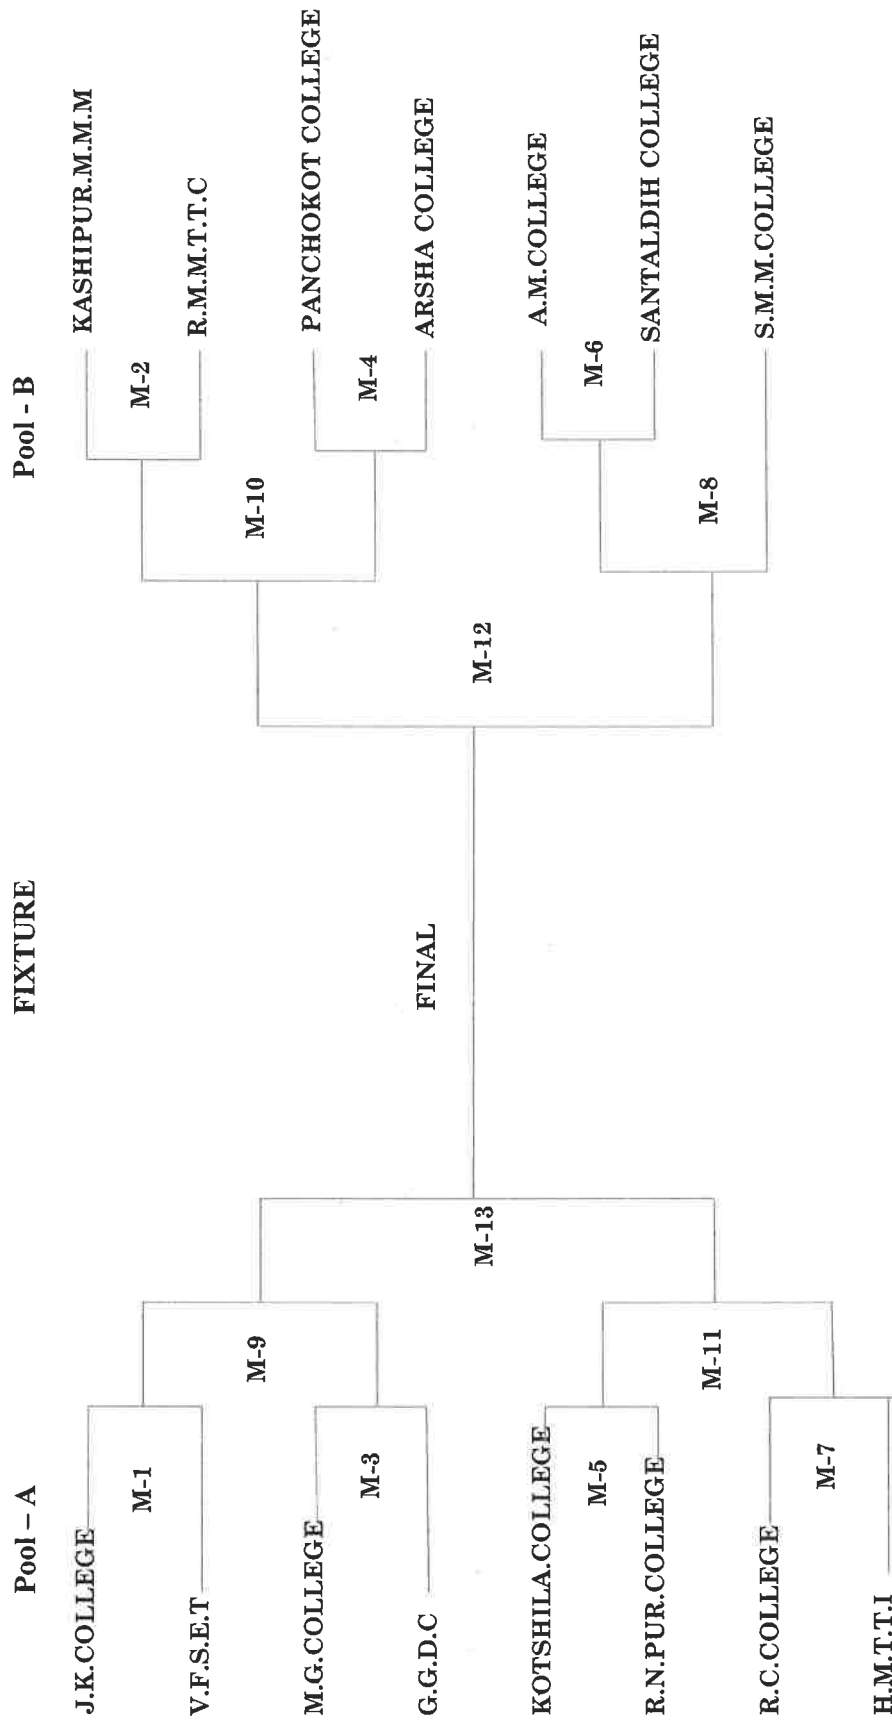 FIXTURE
Pool – A
Pool - B
J.K.COLLEGE
M-1
V.F.S.E.T
M-9
M.G.COLLEGE
M-3
G.G.D.C
M-13
KOTSHILA.COLLEGE
M-5
R.N.PUR.COLLEGE
M-11
R.C.COLLEGE
M-7
H.M.T.T.I
FINAL
KASHIPUR.M.M.M
M-2
R.M.M.T.T.C
M-10
PANCHOKOT COLLEGE
M-4
ARSHA COLLEGE
M-12
A.M.COLLEGE
M-6
SANTALDIH COLLEGE
M-8
S.M.M.COLLEGE